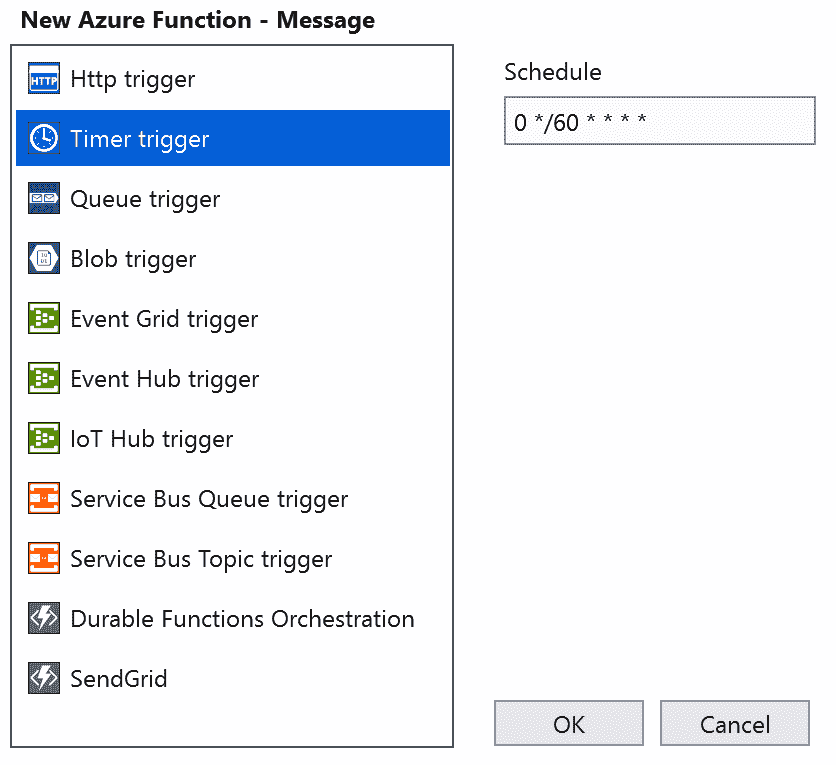 New Azure Function - Message
HTTP
Http trigger
Timer trigger
Queue trigger
Blob trigger
Event Grid trigger
Event Hub trigger
IoT Hub trigger
Service Bus Queue trigger
Service Bus Topic trigger
Durable Functions Orchestration
SendGrid
Schedule
0 */60 * * * *
OK
Cancel